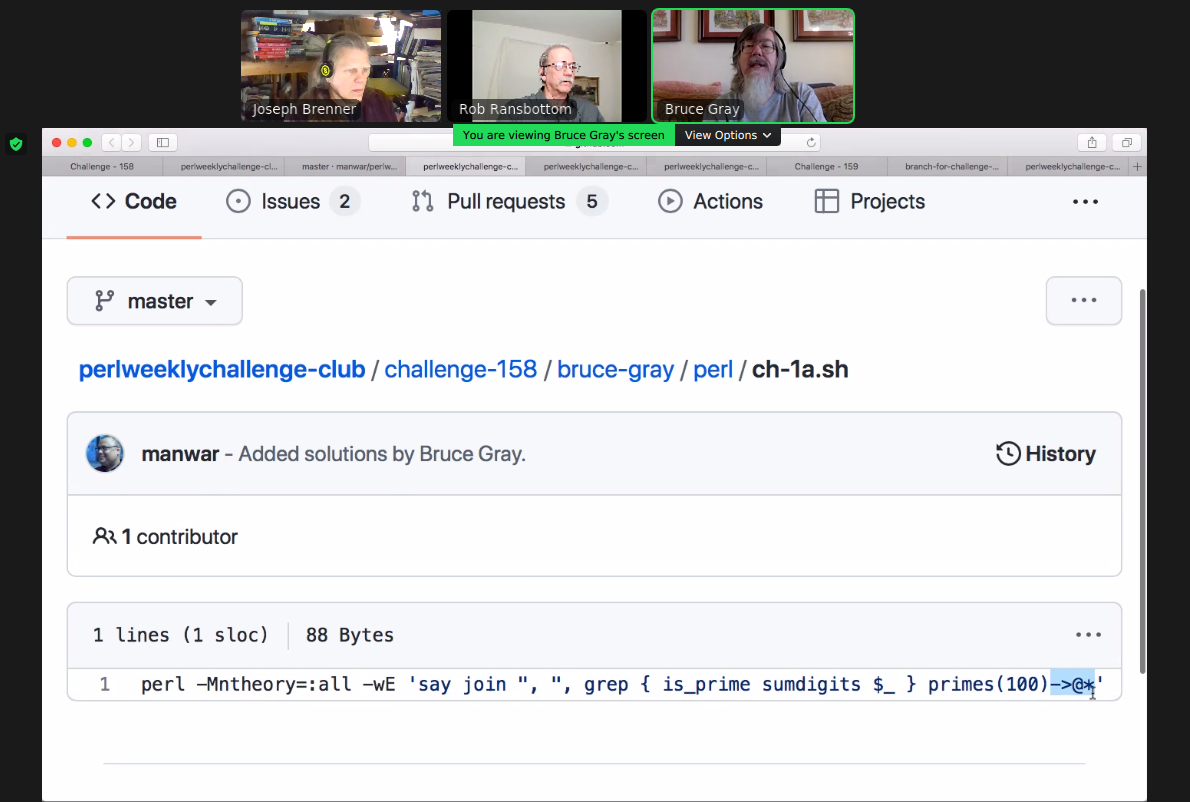 Joseph Brenner
Rob Ransbottom
Bruce Gray
You are viewing Bruce Gray's screen View Options
Challenge - 158 perlweeklychallenge-cl... master · manwar/perlw... perlweeklychallenge-c... perlweeklychallenge-c... perlweeklychallenge-c... Challenge - 159 branch-for-challenge-... perlweeklychallenge-c... +
<> Code Issues 2 Pull requests 5 Actions Projects ...
master
...
perlweeklychallenge-club / challenge-158 / bruce-gray / perl / ch-1a.sh
manwar - Added solutions by Bruce Gray. History
1 contributor
1 lines (1 sloc) 88 Bytes ...
1 perl -Mntheory=:all -wE 'say join ", ", grep { is_prime sumdigits $_ } primes(100)->@*'